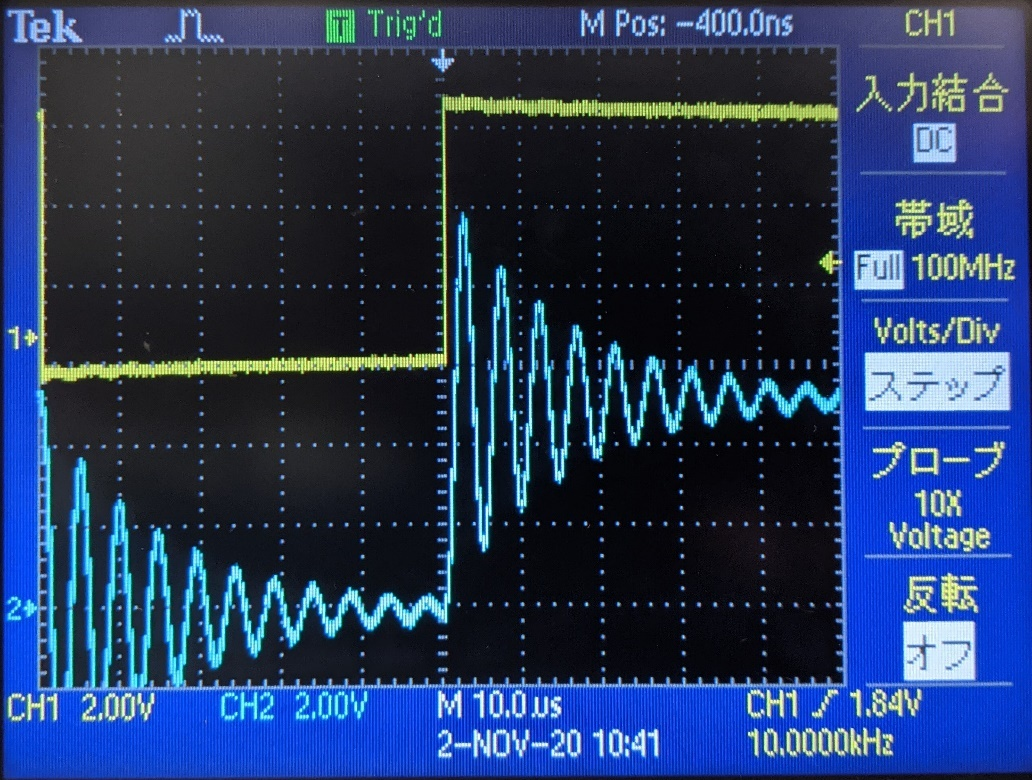 Tek Trig'd M Pos: -400.0ns CH1
入力結合
DC
帯域
Full 100MHz
1
Volts/Div
ステップ
プローブ
10X
Voltage
反転
2
オフ
CH1 2.00V CH2 2.00V M 10.0us CH1 1.84V
2-NOV-20 10:41 10.0000kHz